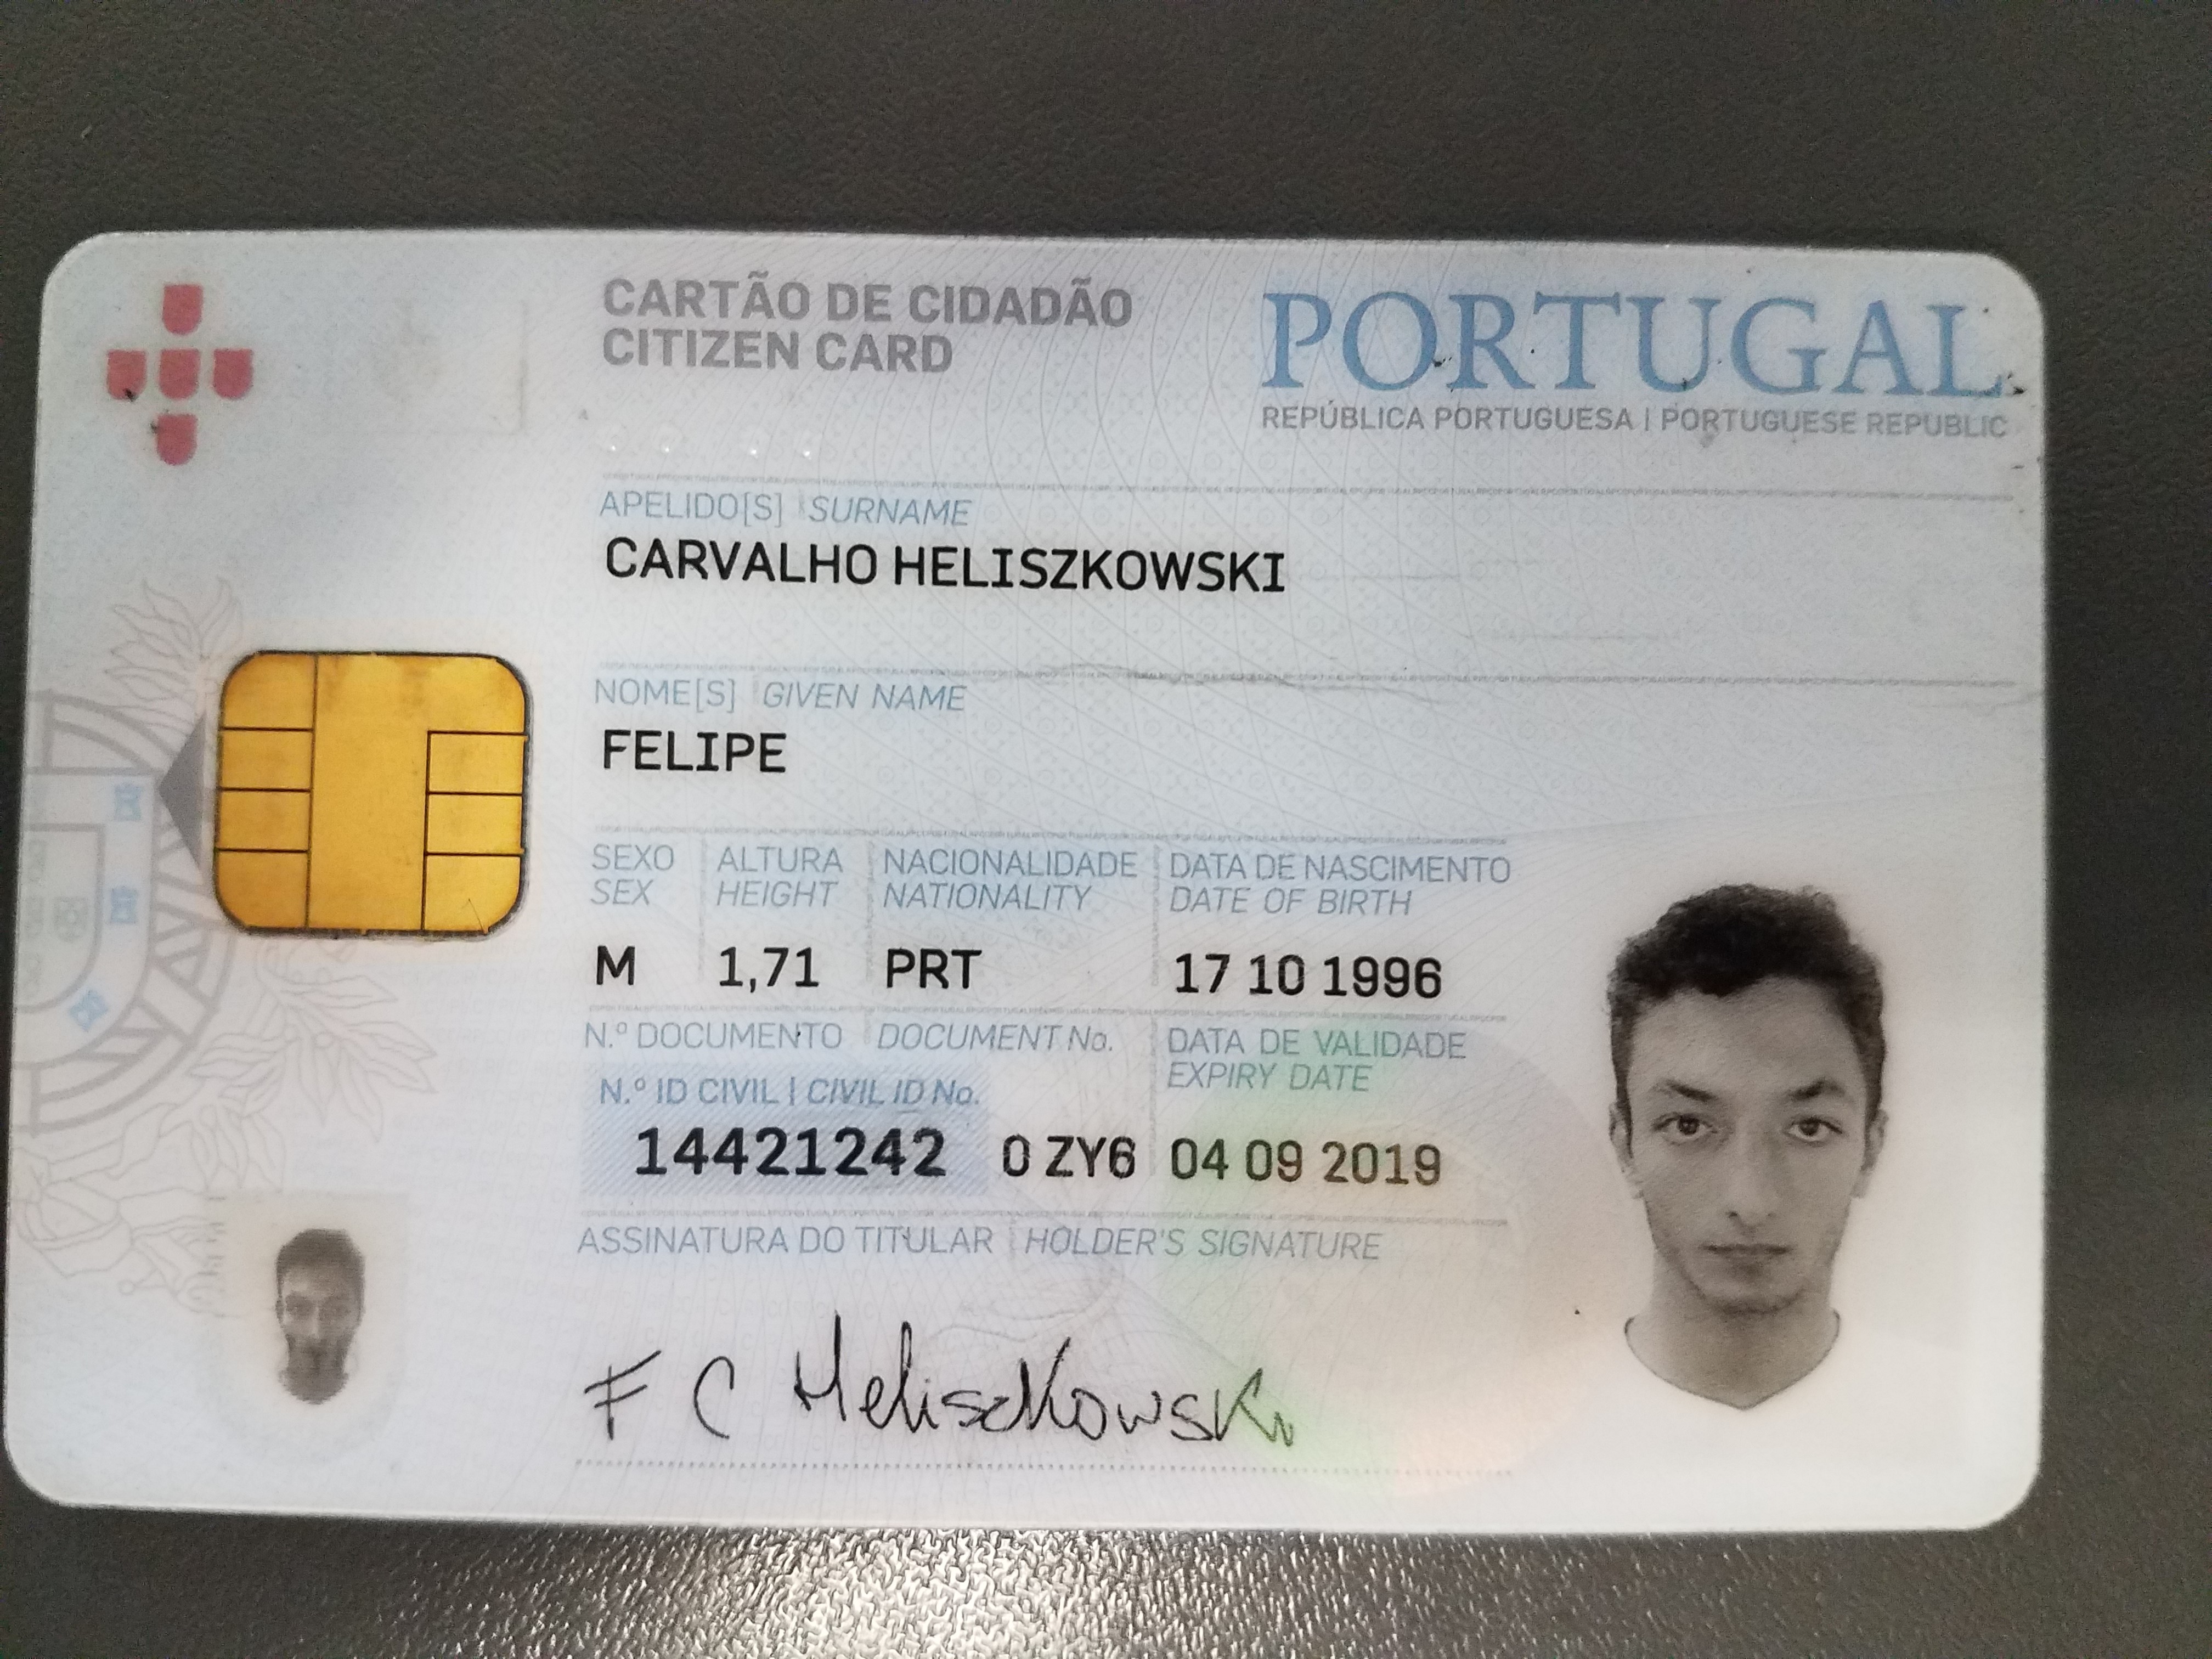 CARTÃO DE CIDADÃO
CITIZEN CARD
PORTUGAL
REPÚBLICA PORTUGUESA | PORTUGUESE REPUBLIC
APELIDO[S] SURNAME
CARVALHO HELISZKOWSKI
NOME[S] GIVEN NAME
FELIPE
SEXO ALTURA NACIONALIDADE DATA DE NASCIMENTO
SEX HEIGHT NATIONALITY DATE OF BIRTH
M 1,71 PRT 17 10 1996
N.º DOCUMENTO DOCUMENT No. DATA DE VALIDADE
EXPIRY DATE
N.º ID CIVIL | CIVIL ID No.
14421242 0 ZY6 04 09 2019
ASSINATURA DO TITULAR HOLDER'S SIGNATURE
F C Heliszkowski